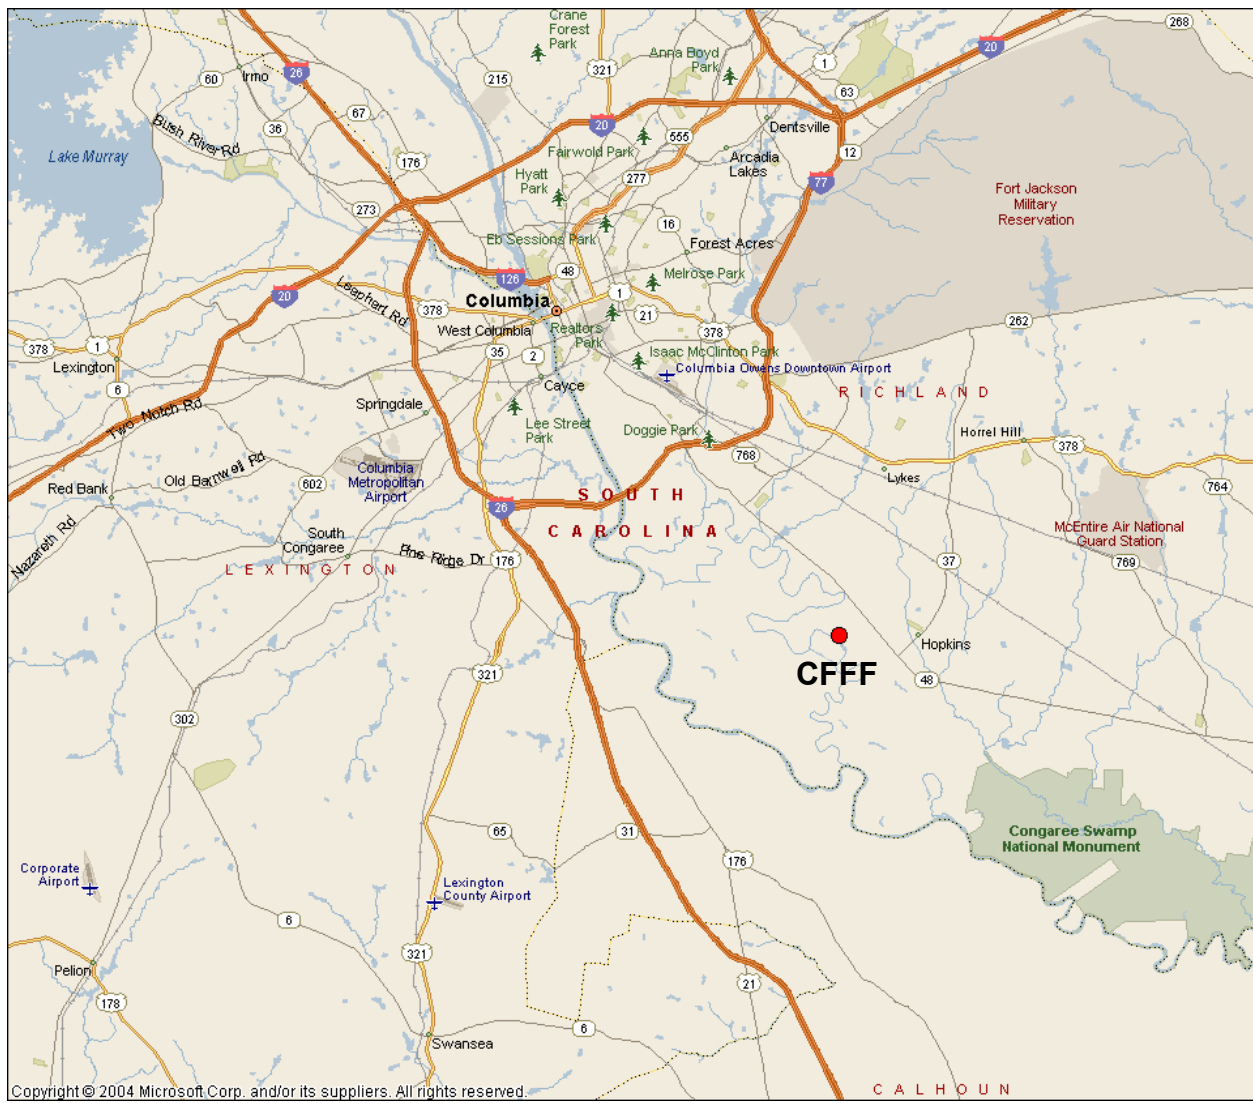 Crane
Forest
Park
268
20
Anna Boyd
Park
1
321
26
Irmo
60
215
63
67
Bush River Rd
36
20
555
Dentsville
12
Lake Murray
176
Fairwold Park
Arcadia
Lakes
Hyatt
Park
277
77
Fort Jackson
Military
Reservation
273
16
Eb Sessions Park
Forest Acres
48
Melrose Park
126
20
Leaphart Rd
Columbia
1
378
21
262
West Columbia
Realtors
Park
378
378
1
35
2
Isaac McClinton Park
Lexington
Columbia Owens Downtown Airport
6
Cayce
RICHLAND
Two Notch Rd
Springdale
Lee Street
Park
Doggie Park
Horrel Hill
378
768
Old Barnwell Rd
Columbia
Metropolitan
Airport
Lykes
Red Bank
602
764
26
SOUTH
CAROLINA
Nazareth Rd
South
Congaree
McEntire Air National
Guard Station
Pine Ridge Dr
176
37
769
LEXINGTON
Hopkins
CFFF
321
48
302
65
31
Congaree Swamp
National Monument
176
Corporate
Airport
Lexington
County Airport
6
321
Pelion
21
178
6
Swansea
Copyright © 2004 Microsoft Corp. and/or its suppliers. All rights reserved.
CALHOUN